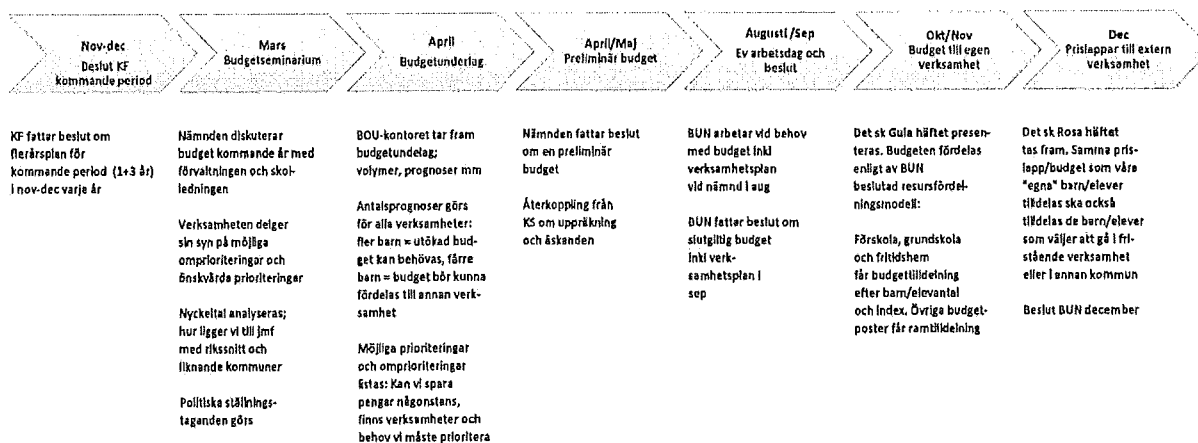 Nov-dec
Beslut KF
kommande period
Mars
Budgetseminarium
April
Budgetunderlag
April/Maj
Preliminär budget
Augusti /Sep
Ev arbetsdag och
beslut
Okt/Nov
Budget till egen
verksamhet
Dec
Prislappar till extern
verksamhet
KF fattar beslut om
flerårsplan för
kommande period (1+3 år)
i nov-dec varje år
Nämnden diskuterar
budget kommande år med
förvaltningen och skol-
ledningen
Verksamheten delger
sin syn på möjliga
omprioriteringar och
önskvärda prioriteringar
Nyckeltal analyseras;
hur ligger vi till jmf
med rikssnitt och
liknande kommuner
Politiska ställnings-
taganden görs
BOU-kontoret tar fram
budgetundelag;
volymer, prognoser mm
Antalsprognoser görs
för alla verksamheter:
fler barn = utökad bud-
get kan behövas, färre
barn = budget bör kunna
fördelas till annan verk-
samhet
Möjliga prioriteringar
och omprioriteringar
listas: Kan vi spara
pengar någonstans,
finns verksamheter och
behov vi måste prioritera
Nämnden fattar beslut
om en preliminär
budget
Återkoppling från
KS om uppräkning
och äskanden
BUN arbetar vid behov
med budget inkl
verksamhetsplan
vid nämnd i aug
BUN fattar beslut om
slutgiltig budget
inkl verk-
samhetsplan i
sep
Det sk Gula häftet presen-
teras. Budgeten fördelas
enligt av BUN
beslutad resursfördel-
ningsmodell:
Förskola, grundskola
och fritidshem
får budgettilldelning
efter barn/elevantal
och index. Övriga budget-
poster får ramtilldelning
Det sk Rosa häftet
tas fram. Samma pris-
lapp/budget som våra
"egna" barn/elever
tilldelas ska också
tilldelas de barn/elever
som väljer att gå i fri-
stående verksamhet
eller i annan kommun
Beslut BUN december